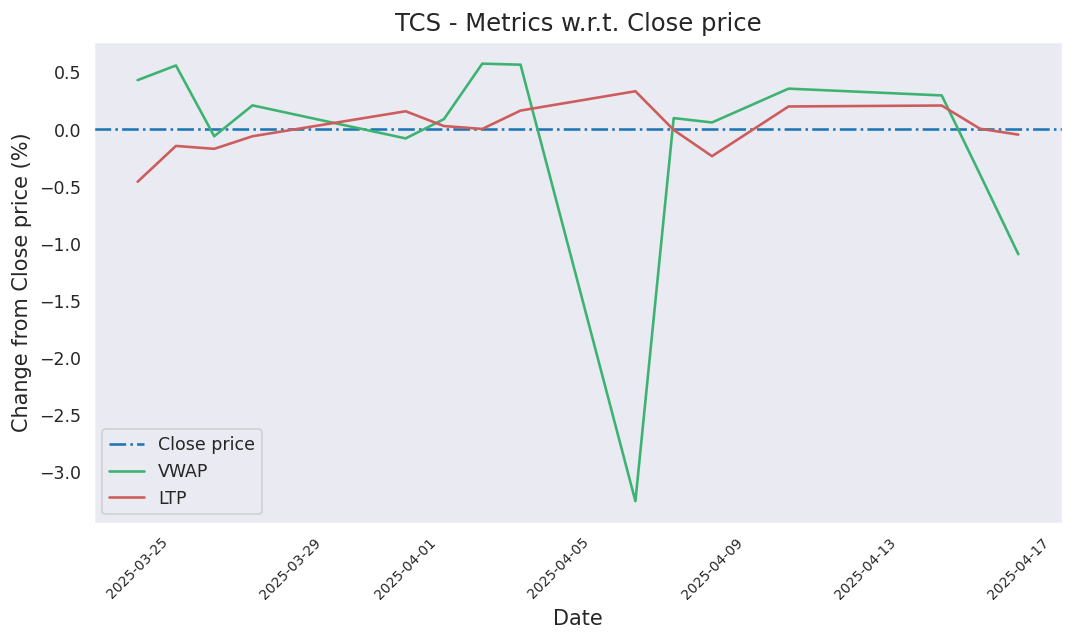 TCS - Metrics w.r.t. Close price
Change from Close price (%)
0.5
0.0
−0.5
−1.0
−1.5
−2.0
−2.5
−3.0
Close price
VWAP
LTP
2025-03-25
2025-03-29
2025-04-01
2025-04-05
2025-04-09
2025-04-13
2025-04-17
Date